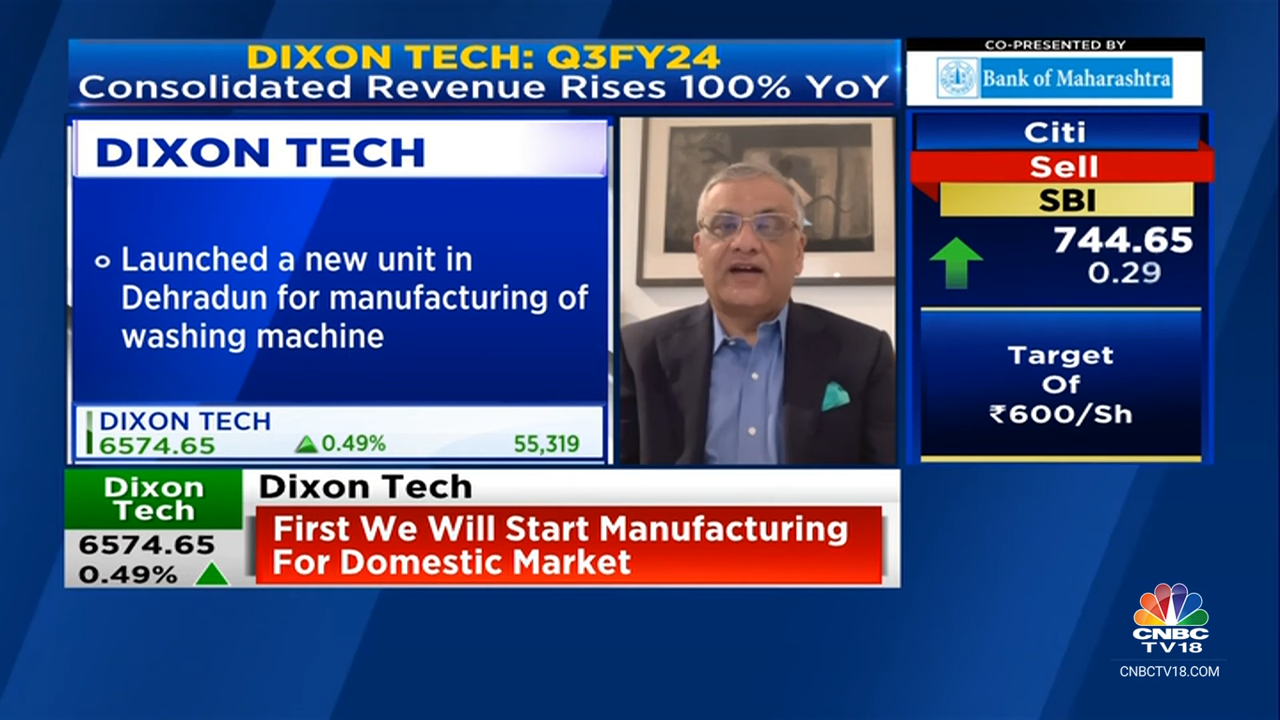 DIXON TECH: Q3FY24
Consolidated Revenue Rises 100% YoY
CO-PRESENTED BY
Bank of Maharashtra
DIXON TECH
Launched a new unit in
Dehradun for manufacturing of
washing machine
DIXON TECH
6574.65 0.49% 55,319
Citi
Sell
SBI
744.65
0.29
Target
Of
₹600/Sh
Dixon
Tech
6574.65
0.49%
Dixon Tech
First We Will Start Manufacturing
For Domestic Market
CNBC
TV18
CNBCTV18.COM